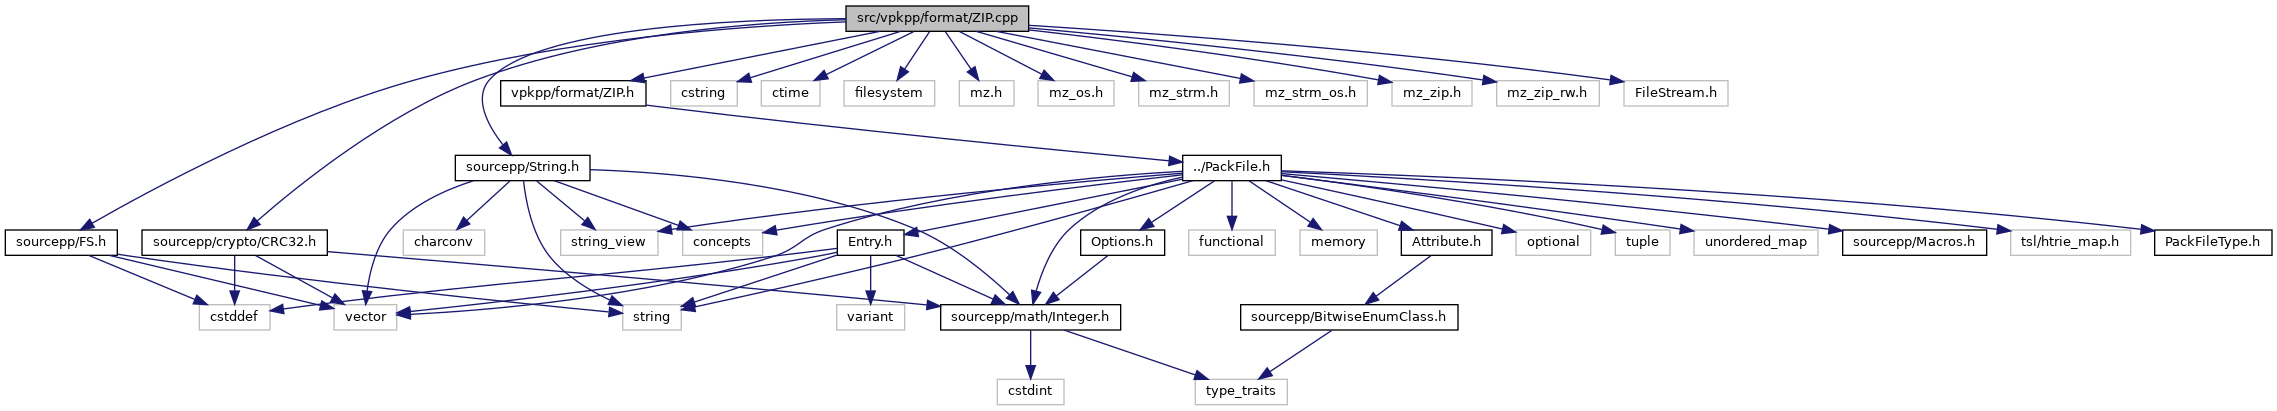 src/vpkpp/format/ZIP.cpp
vpkpp/format/ZIP.h
cstring
ctime
filesystem
mz.h
mz_os.h
mz_strm.h
mz_strm_os.h
mz_zip.h
mz_zip_rw.h
FileStream.h
sourcepp/String.h
../PackFile.h
sourcepp/FS.h
sourcepp/crypto/CRC32.h
charconv
string_view
concepts
Entry.h
Options.h
functional
memory
Attribute.h
optional
tuple
unordered_map
sourcepp/Macros.h
tsl/htrie_map.h
PackFileType.h
cstddef
vector
string
variant
sourcepp/math/Integer.h
sourcepp/BitwiseEnumClass.h
cstdint
type_traits